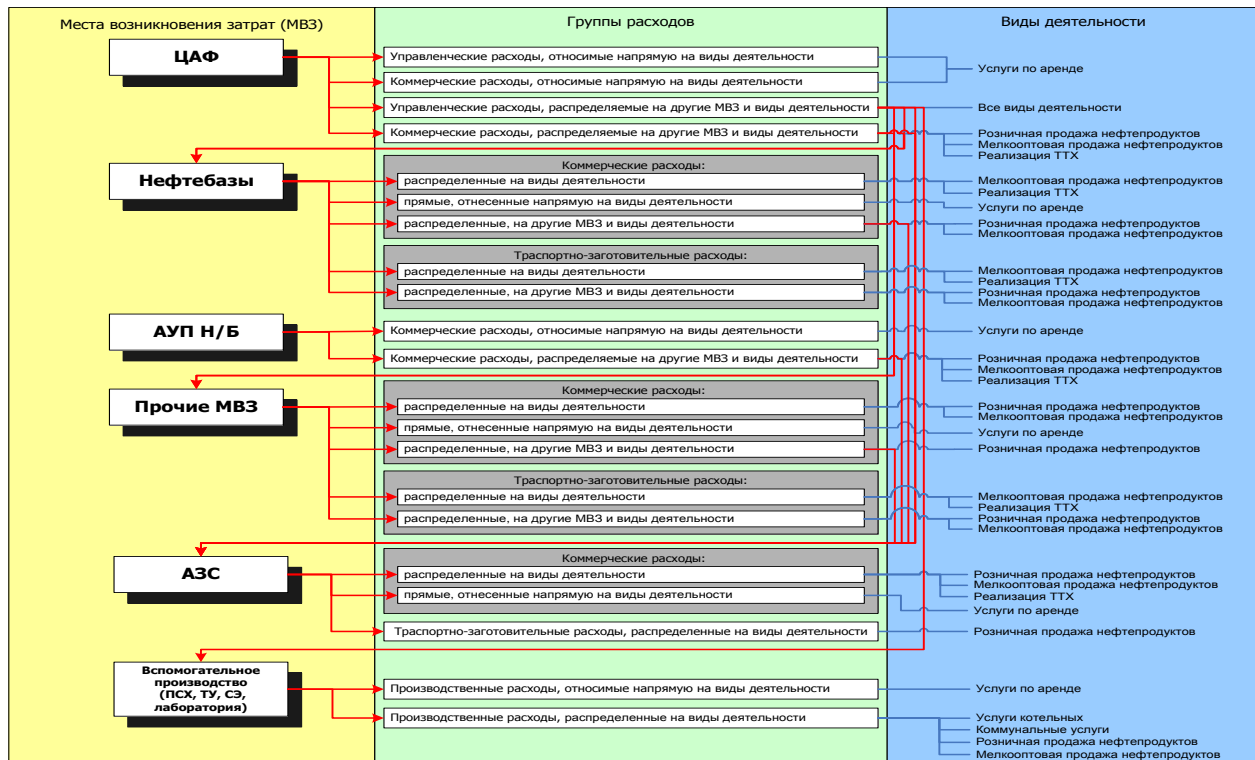 Места возникновения затрат (МВЗ)
Группы расходов
Виды деятельности
ЦАФ
Управленческие расходы, относимые напрямую на виды деятельности
Коммерческие расходы, относимые напрямую на виды деятельности
Услуги по аренде
Управленческие расходы, распределяемые на другие МВЗ и виды деятельности
Все виды деятельности
Коммерческие расходы, распределяемые на другие МВЗ и виды деятельности
Розничная продажа нефтепродуктов
Мелкооптовая продажа нефтепродуктов
Реализация ТТХ
Нефтебазы
Коммерческие расходы:
распределенные на виды деятельности
Мелкооптовая продажа нефтепродуктов
Реализация ТТХ
прямые, отнесенные напрямую на виды деятельности
Услуги по аренде
распределенные, на другие МВЗ и виды деятельности
Розничная продажа нефтепродуктов
Мелкооптовая продажа нефтепродуктов
Траспортно-заготовительные расходы:
распределенные на виды деятельности
Мелкооптовая продажа нефтепродуктов
Реализация ТТХ
распределенные, на другие МВЗ и виды деятельности
Розничная продажа нефтепродуктов
Мелкооптовая продажа нефтепродуктов
АУП Н/Б
Коммерческие расходы, относимые напрямую на виды деятельности
Услуги по аренде
Коммерческие расходы, распределяемые на другие МВЗ и виды деятельности
Розничная продажа нефтепродуктов
Мелкооптовая продажа нефтепродуктов
Реализация ТТХ
Прочие МВЗ
Коммерческие расходы:
распределенные на виды деятельности
Розничная продажа нефтепродуктов
Мелкооптовая продажа нефтепродуктов
прямые, отнесенные напрямую на виды деятельности
Услуги по аренде
распределенные, на другие МВЗ и виды деятельности
Розничная продажа нефтепродуктов
Траспортно-заготовительные расходы:
распределенные на виды деятельности
Мелкооптовая продажа нефтепродуктов
Реализация ТТХ
распределенные, на другие МВЗ и виды деятельности
Розничная продажа нефтепродуктов
Мелкооптовая продажа нефтепродуктов
АЗС
Коммерческие расходы:
распределенные на виды деятельности
Розничная продажа нефтепродуктов
Мелкооптовая продажа нефтепродуктов
Реализация ТТХ
прямые, отнесенные напрямую на виды деятельности
Услуги по аренде
Траспортно-заготовительные расходы, распределенные на виды деятельности
Розничная продажа нефтепродуктов
Вспомогательное
производство
(ПСХ, ТУ, СЭ,
лаборатория)
Производственные расходы, относимые напрямую на виды деятельности
Услуги по аренде
Производственные расходы, распределенные на виды деятельности
Услуги котельных
Коммунальные услуги
Розничная продажа нефтепродуктов
Мелкооптовая продажа нефтепродуктов